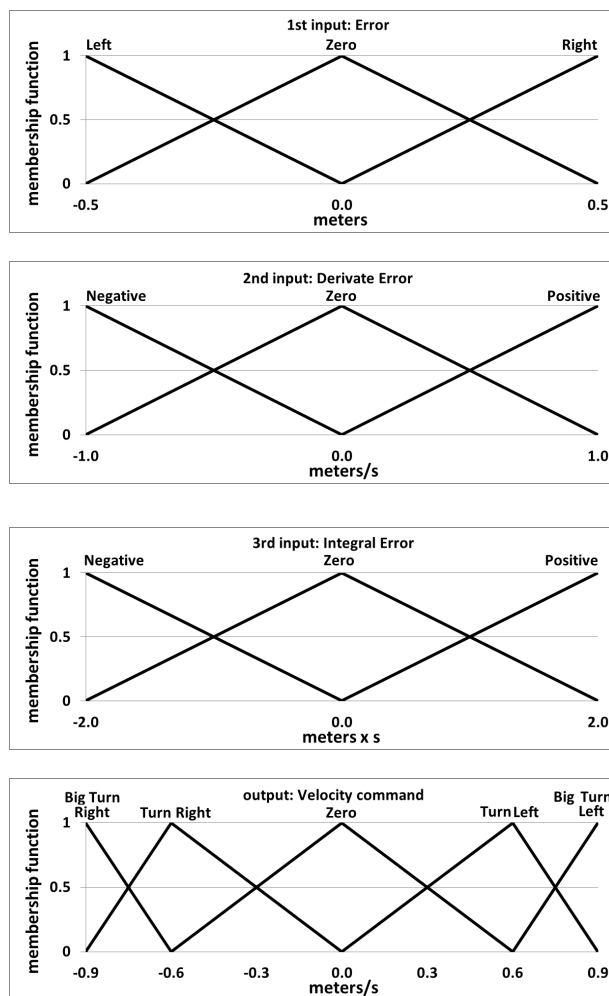 1st input: Error
Left Zero Right
membership function
1
0.5
0
-0.5 0.0 0.5
meters
2nd input: Derivate Error
Negative Zero Positive
membership function
1
0.5
0
-1.0 0.0 1.0
meters/s
3rd input: Integral Error
Negative Zero Positive
membership function
1
0.5
0
-2.0 0.0 2.0
meters x s
output: Velocity command
Big Turn Right
Turn Right Zero Turn Left
Big Turn Left
membership function
1
0.5
0
-0.9 -0.6 -0.3 0.0 0.3 0.6 0.9
meters/s